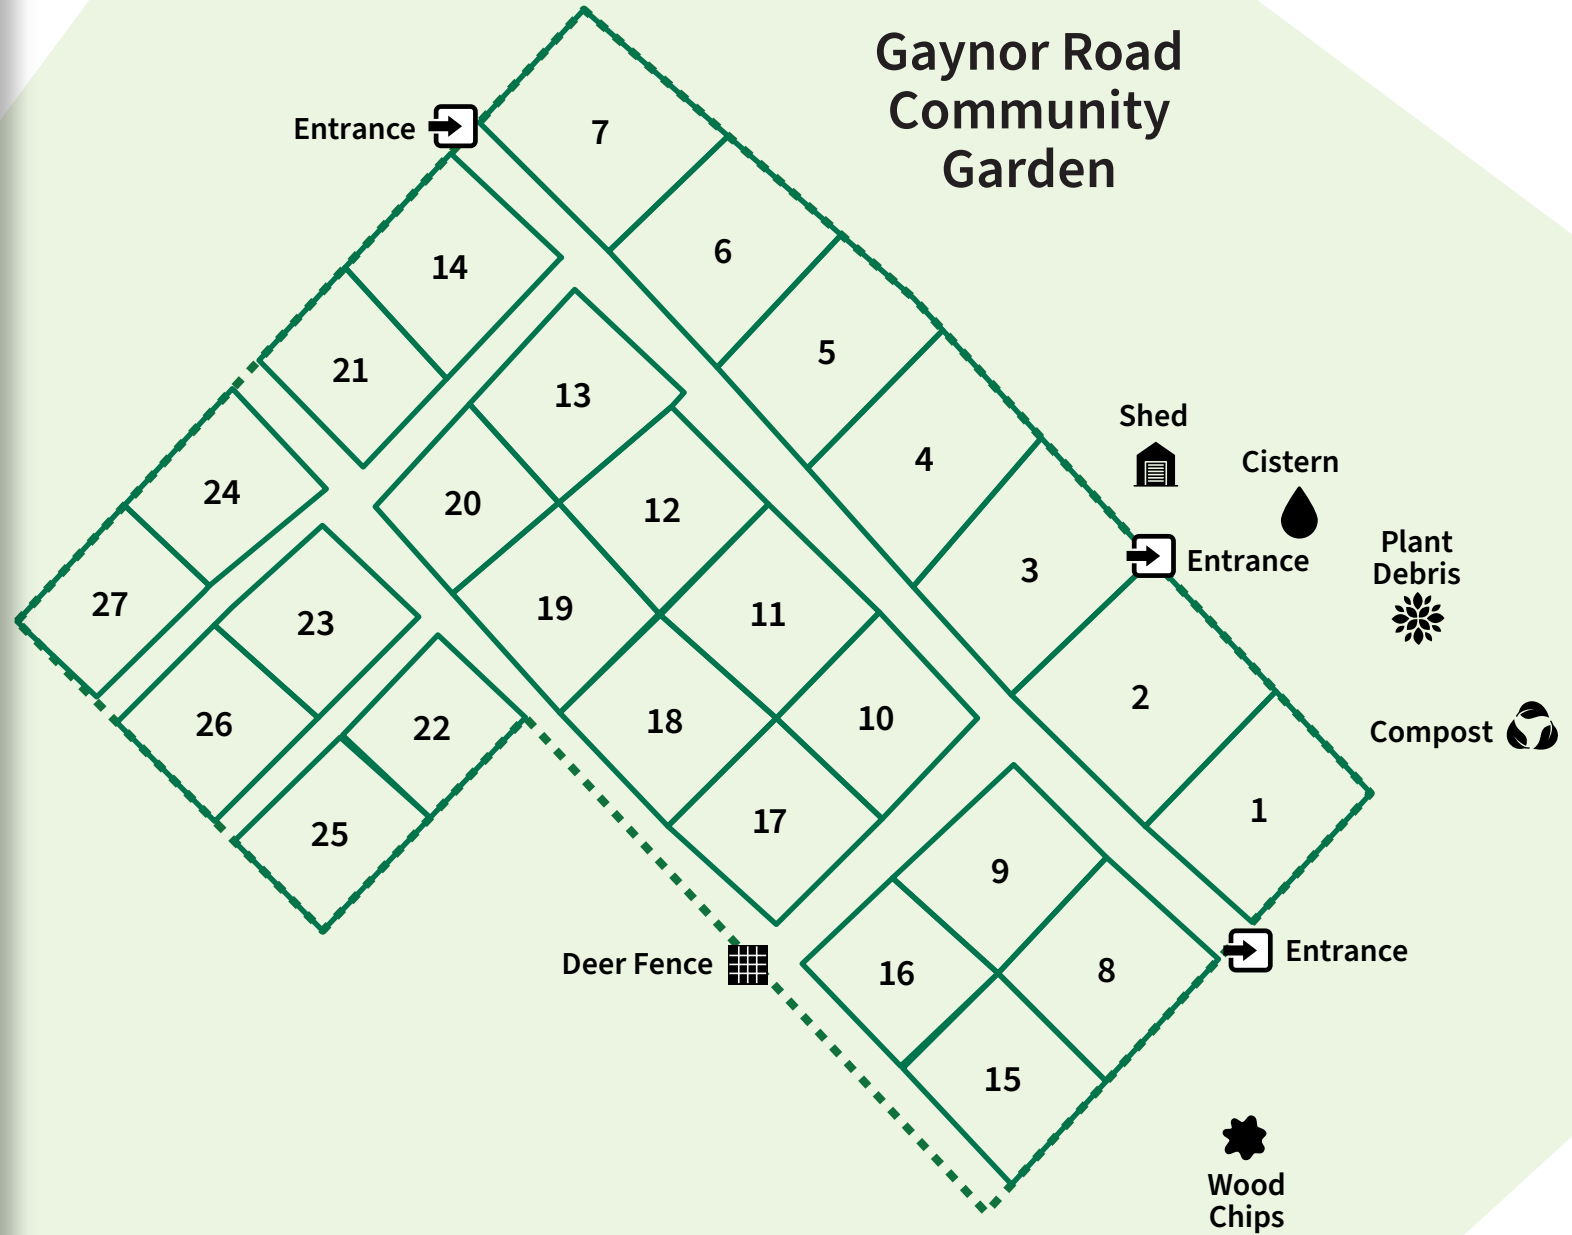 Gaynor Road
Community
Garden
Entrance
7
6
14
5
21
13
Shed
4
Cistern
24
20
12
Plant
Debris
Entrance
3
27
19
11
23
2
26
18
10
22
Compost
1
25
17
9
Deer Fence
16
8
Entrance
15
Wood
Chips